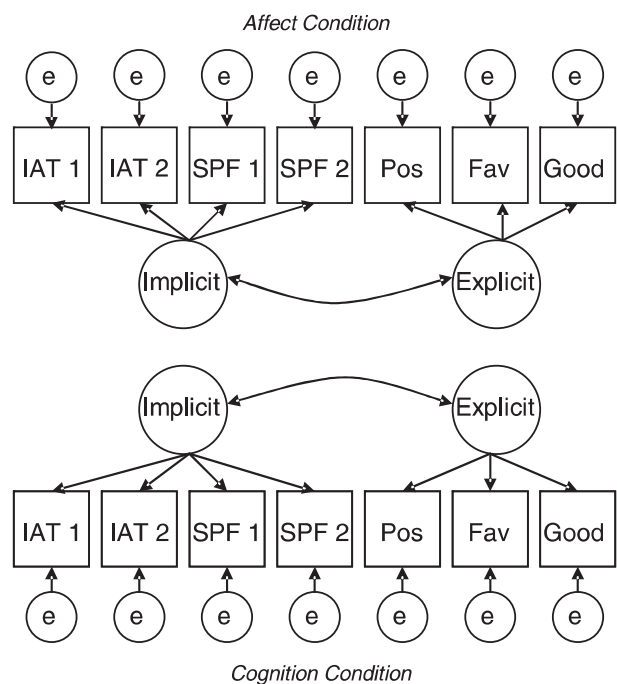 Affect Condition
e e e e e e e
IAT 1 IAT 2 SPF 1 SPF 2 Pos Fav Good
Implicit Explicit
Implicit Explicit
IAT 1 IAT 2 SPF 1 SPF 2 Pos Fav Good
e e e e e e e
Cognition Condition